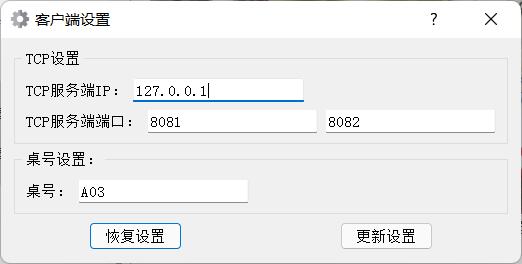 客户端设置
TCP设置
TCP服务端IP: 127.0.0.1
TCP服务端端口: 8081 8082
桌号设置:
桌号: A03
恢复设置 更新设置